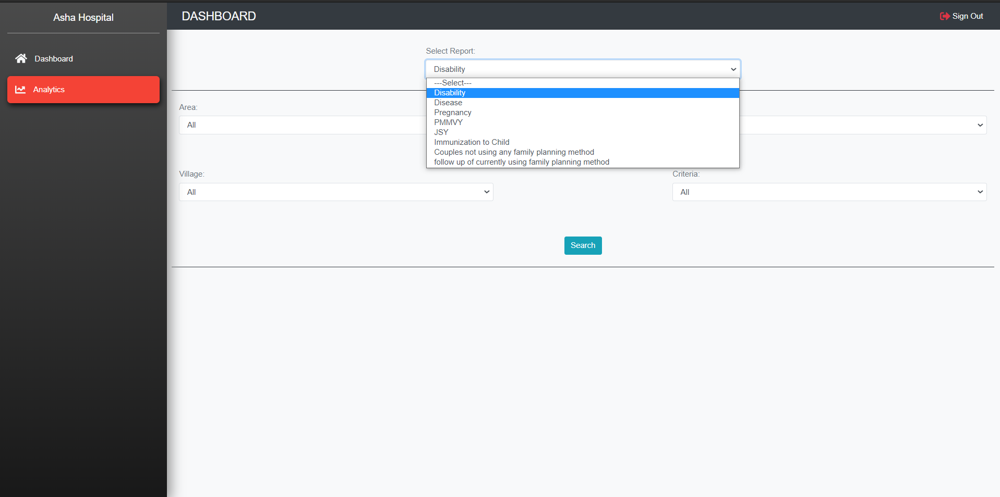 Asha Hospital
Dashboard
Analytics
DASHBOARD
Sign Out
Select Report:
Disability
---Select---
Disability
Disease
Pregnancy
PMMVY
JSY
Immunization to Child
Couples not using any family planning method
follow up of currently using family planning method
Area:
All
Village:
All
Criteria:
All
Search